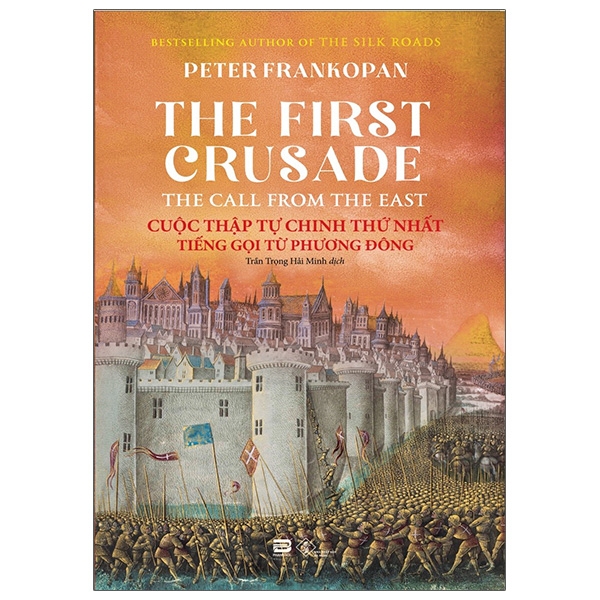 BESTSELLING AUTHOR OF THE SILK ROADS
PETER FRANKOPAN
THE FIRST
CRUSADE
THE CALL FROM THE EAST
CUỘC THẬP TỰ CHINH THỨ NHẤT
TIẾNG GỌI TỪ PHƯƠNG ĐÔNG
Trần Trọng Hải Minh dịch